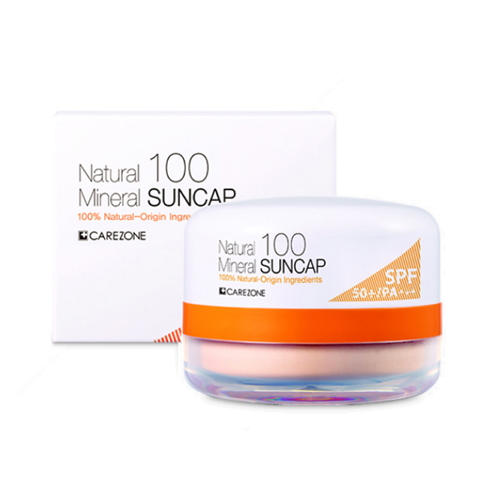 Natural 100
Mineral SUNCAP
100% Natural-Origin Ingre
CAREZONE
Natural 100
Mineral SUNCAP
100% Natural-Origin Ingredients
CAREZONE
SPF
50+/PA+++